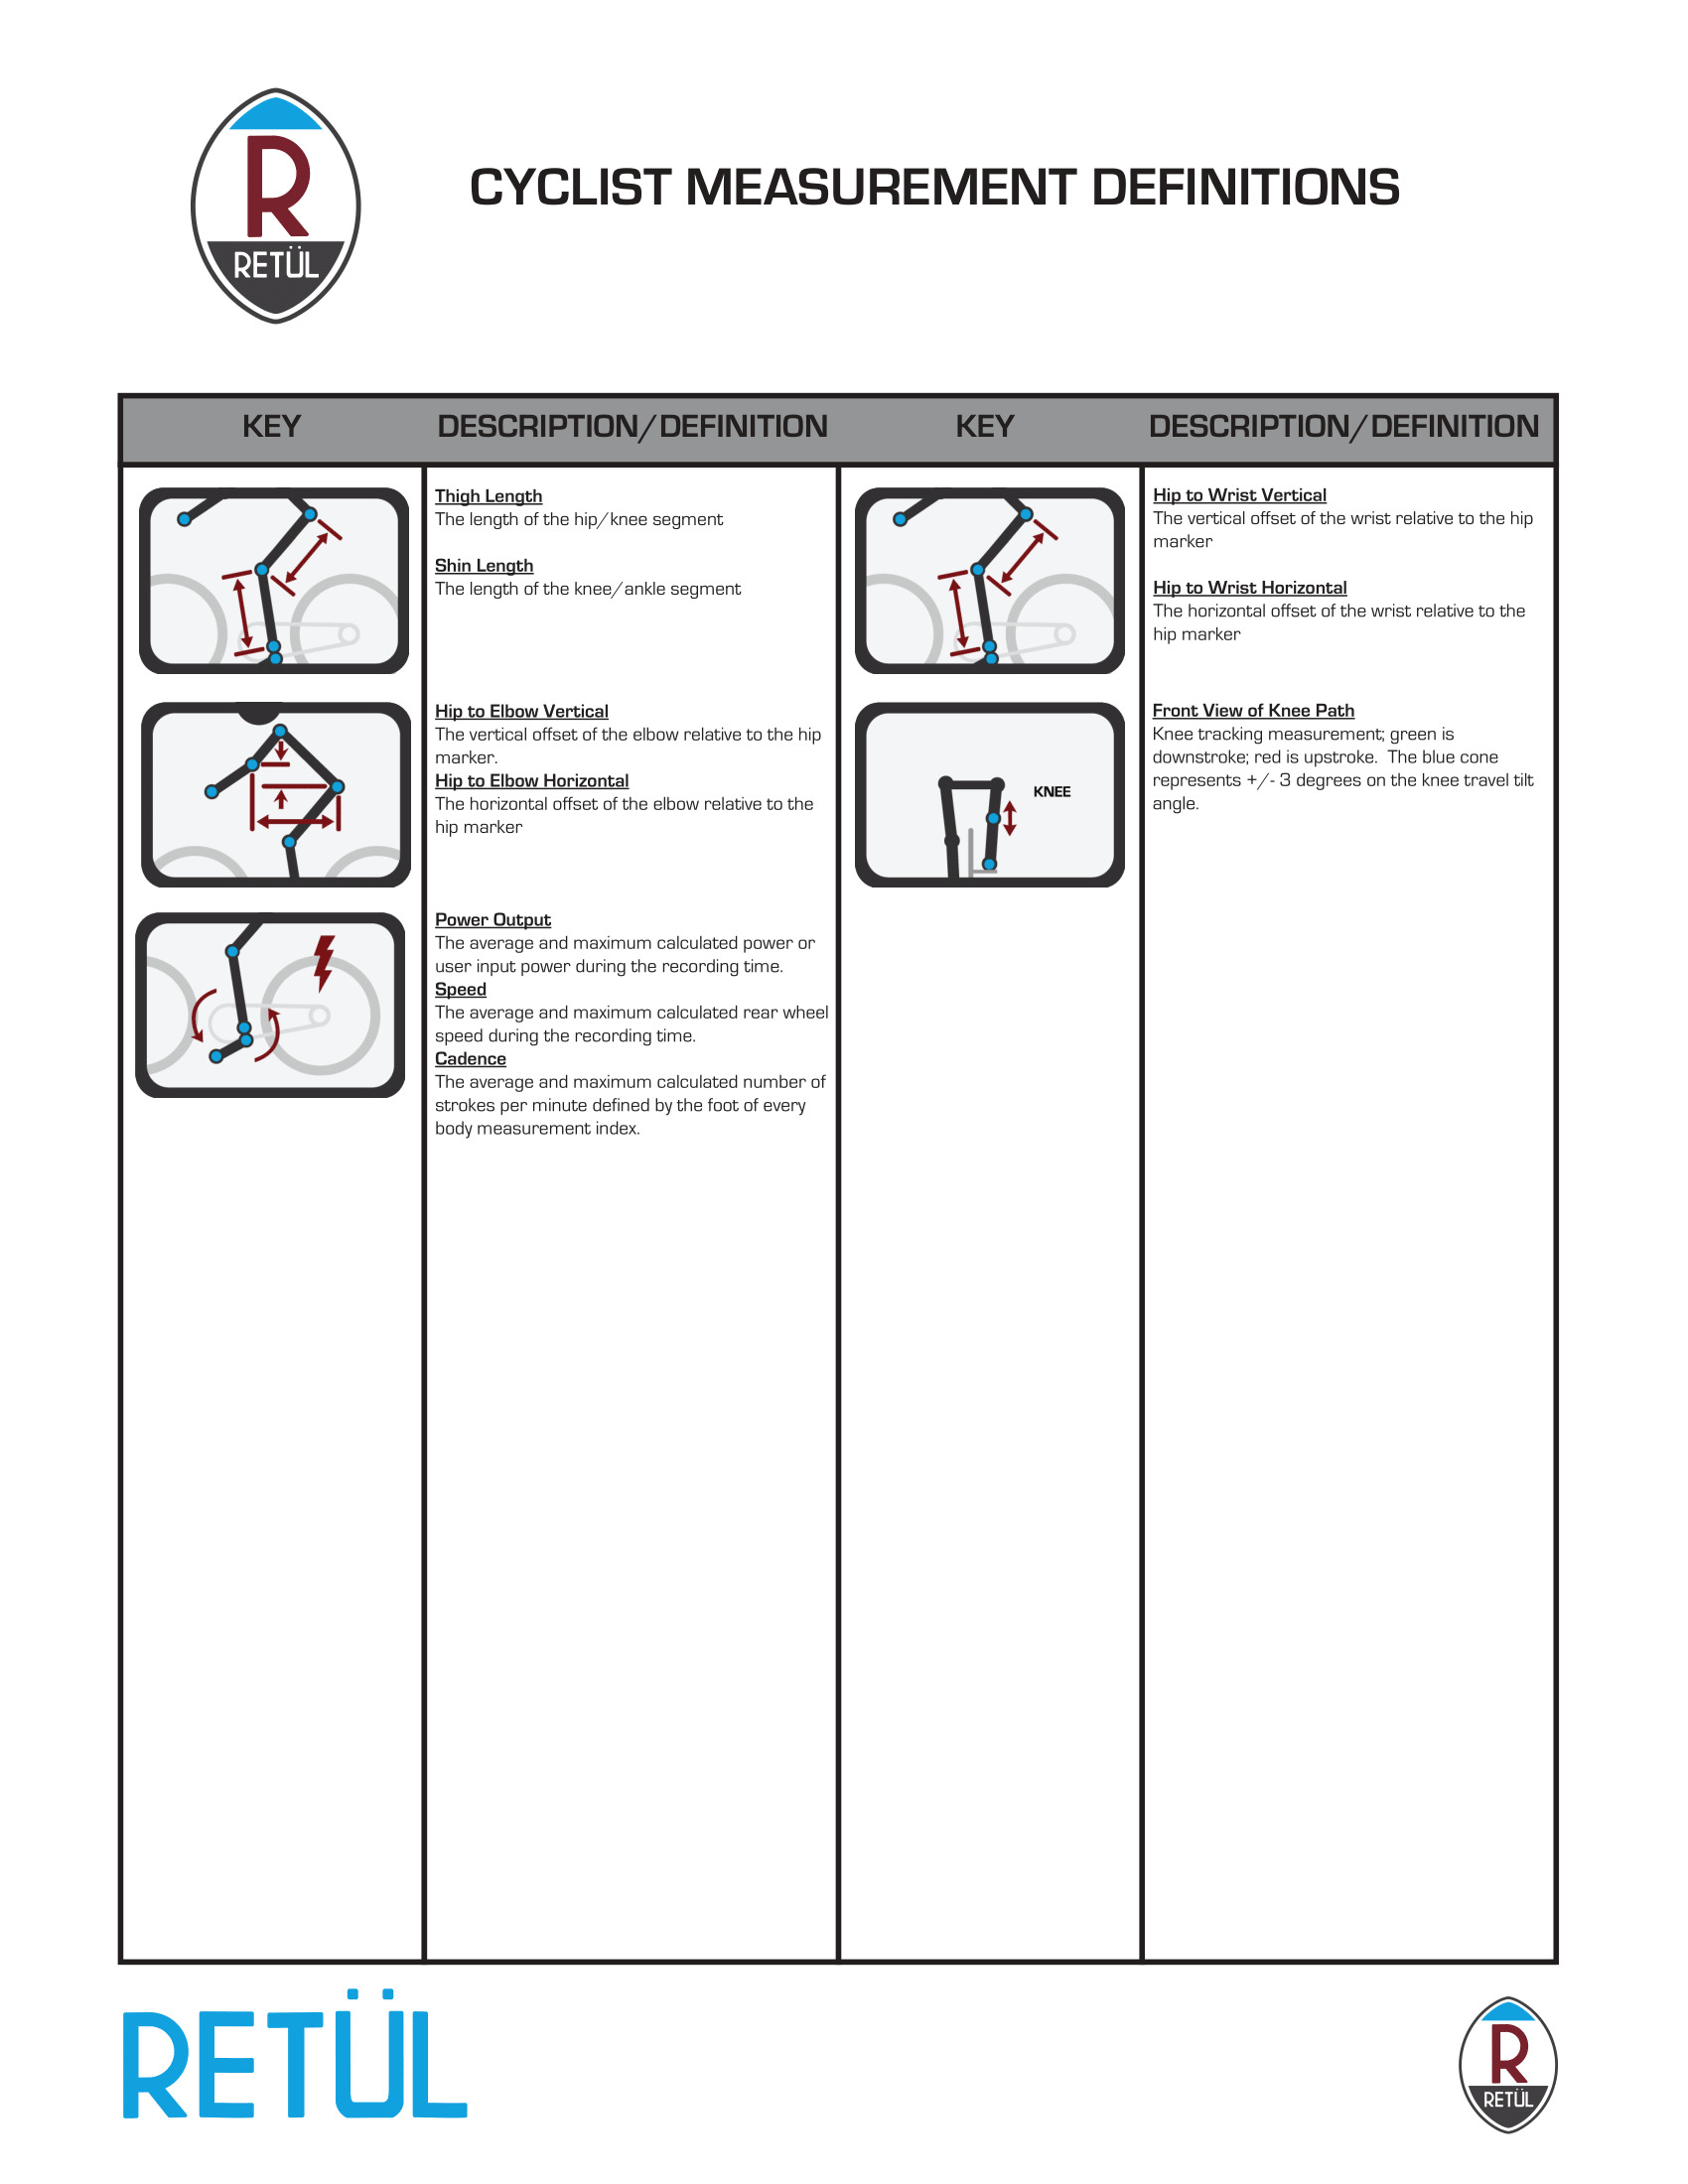 R
RETÜL
CYCLIST MEASUREMENT DEFINITIONS
KEY
DESCRIPTION/DEFINITION
KEY
DESCRIPTION/DEFINITION
Thigh Length
The length of the hip/knee segment
Shin Length
The length of the knee/ankle segment
Hip to Wrist Vertical
The vertical offset of the wrist relative to the hip
marker
Hip to Wrist Horizontal
The horizontal offset of the wrist relative to the
hip marker
Hip to Elbow Vertical
The vertical offset of the elbow relative to the hip
marker.
Hip to Elbow Horizontal
The horizontal offset of the elbow relative to the
hip marker
KNEE
Front View of Knee Path
Knee tracking measurement; green is
downstroke; red is upstroke.  The blue cone
represents +/- 3 degrees on the knee travel tilt
angle.
Power Output
The average and maximum calculated power or
user input power during the recording time.
Speed
The average and maximum calculated rear wheel
speed during the recording time.
Cadence
The average and maximum calculated number of
strokes per minute defined by the foot of every
body measurement index.
RETÜL
R
RETÜL